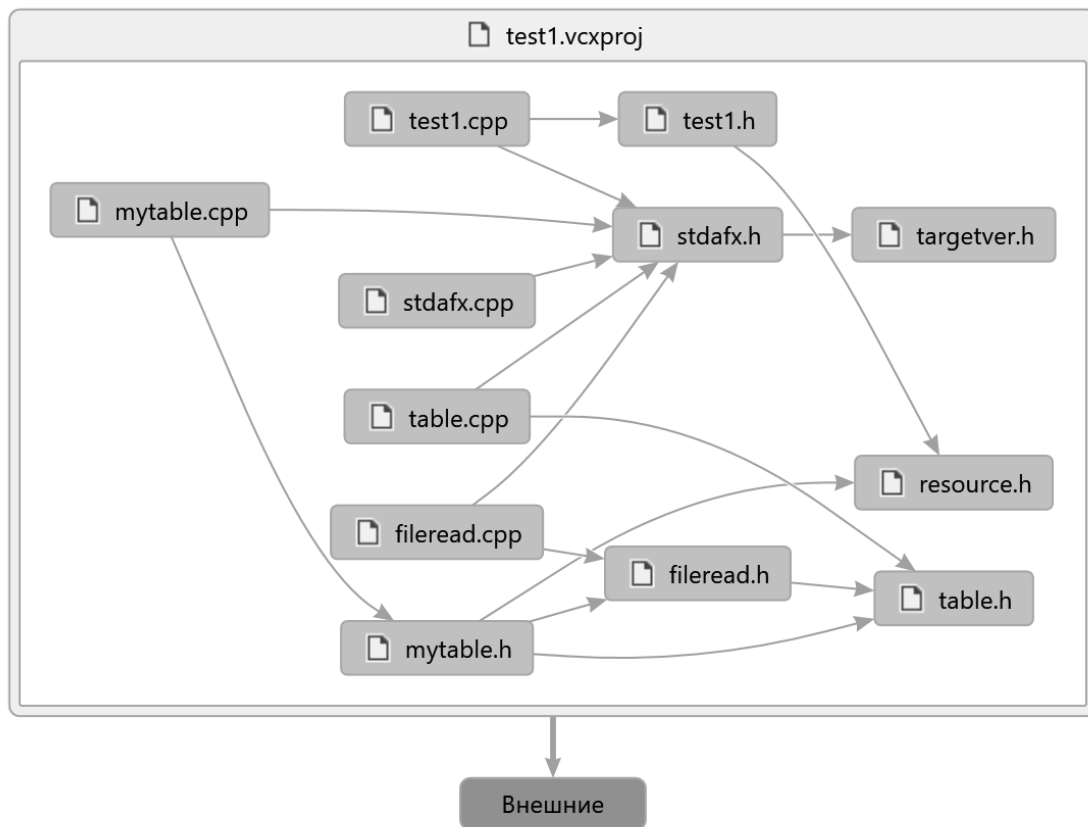 test1.vcxproj
test1.cpp
test1.h
mytable.cpp
stdafx.h
targetver.h
stdafx.cpp
table.cpp
resource.h
fileread.cpp
fileread.h
table.h
mytable.h
Внешние